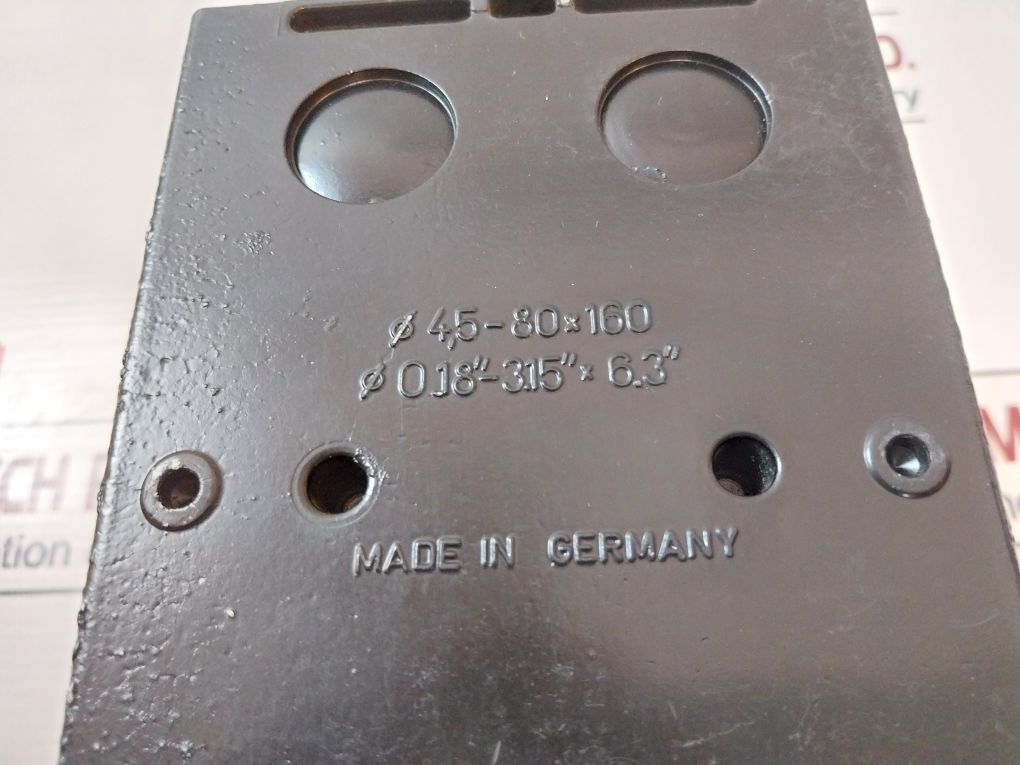 ø 4,5-80×160
ø 0.18"-3.15"× 6.3"
MADE IN GERMANY